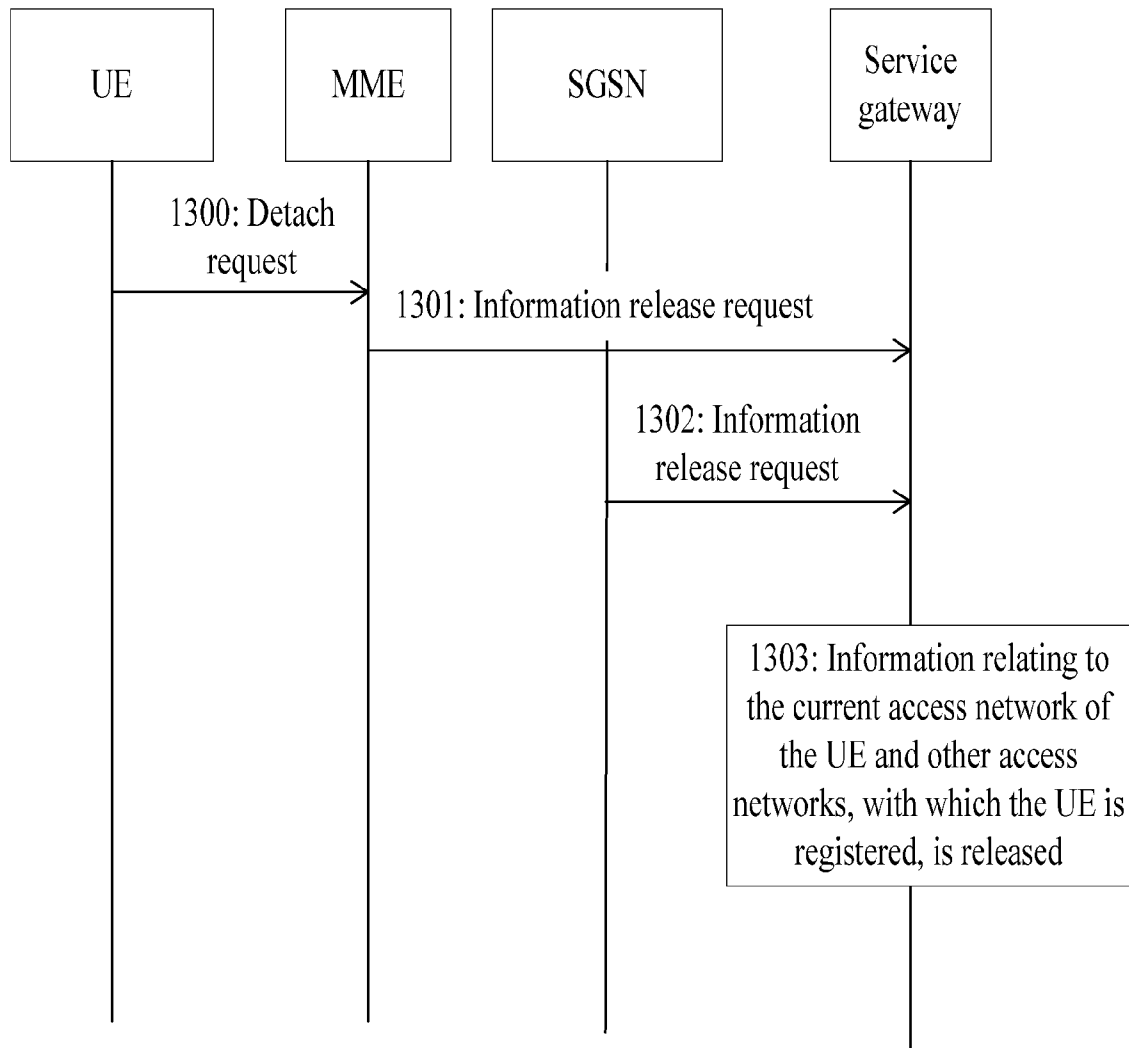 UE
MME
SGSN
Service
gateway
1300: Detach
request
1301: Information release request
1302: Information
release request
1303: Information relating to
the current access network of
the UE and other access
networks, with which the UE is
registered, is released